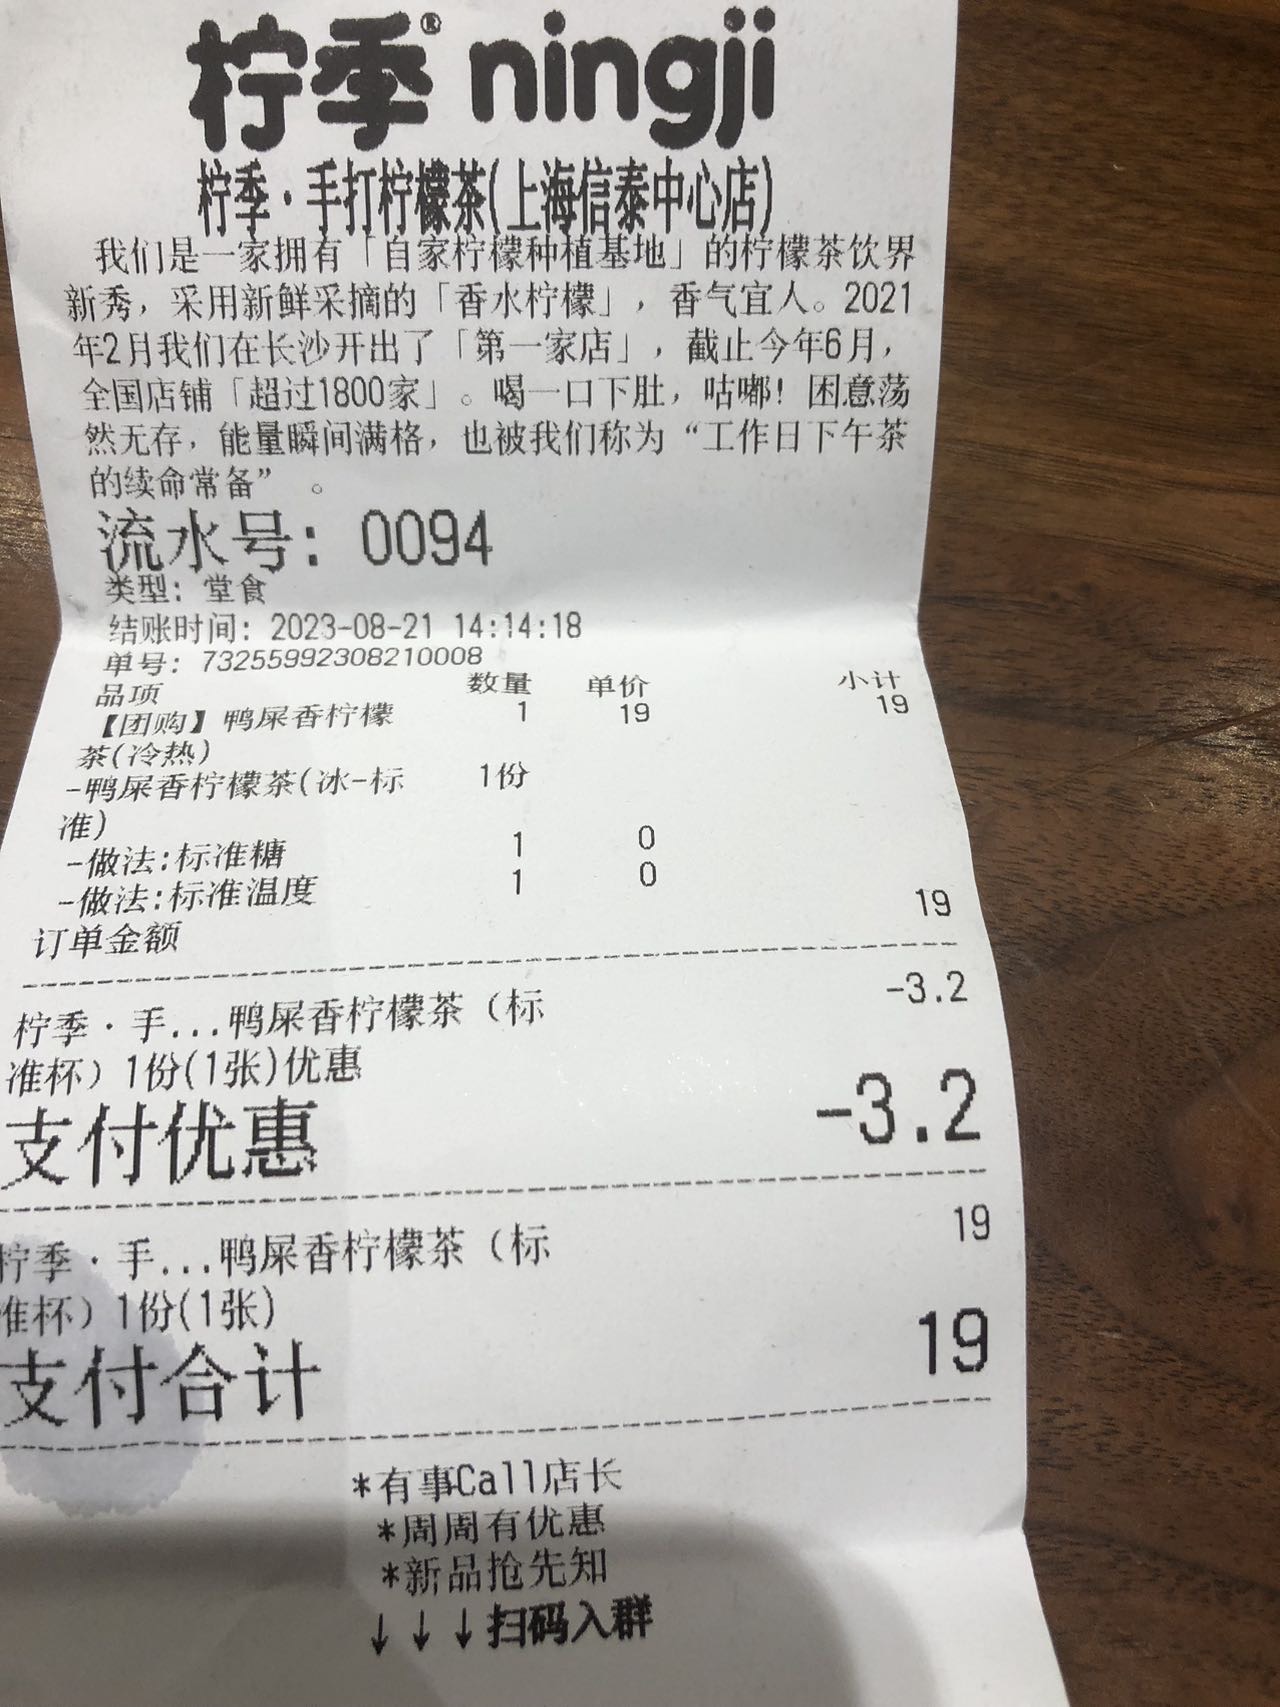 柠季® ningji
柠季·手打柠檬茶(上海信泰中心店)
我们是一家拥有「自家柠檬种植基地」的柠檬茶饮界
新秀，采用新鲜采摘的「香水柠檬」，香气宜人。2021
年2月我们在长沙开出了「第一家店」，截止今年6月，
全国店铺「超过1800家」。喝一口下肚，咕嘟！困意荡
然无存，能量瞬间满格，也被我们称为“工作日下午茶
的续命常备” 。
流水号: 0094
类型: 堂食
结账时间: 2023-08-21 14:14:18
单号: 73255992308210008
品项 数量 单价 小计
【团购】鸭屎香柠檬 1 19 19
茶(冷热)
-鸭屎香柠檬茶(冰-标 1份
准)
-做法:标准糖 1 0
-做法:标准温度 1 0
订单金额 19
柠季·手...鸭屎香柠檬茶（标 -3.2
准杯）1份(1张)优惠
支付优惠 -3.2
柠季·手...鸭屎香柠檬茶（标 19
准杯）1份(1张)
支付合计 19
*有事Call店长
*周周有优惠
*新品抢先知
↓↓↓扫码入群